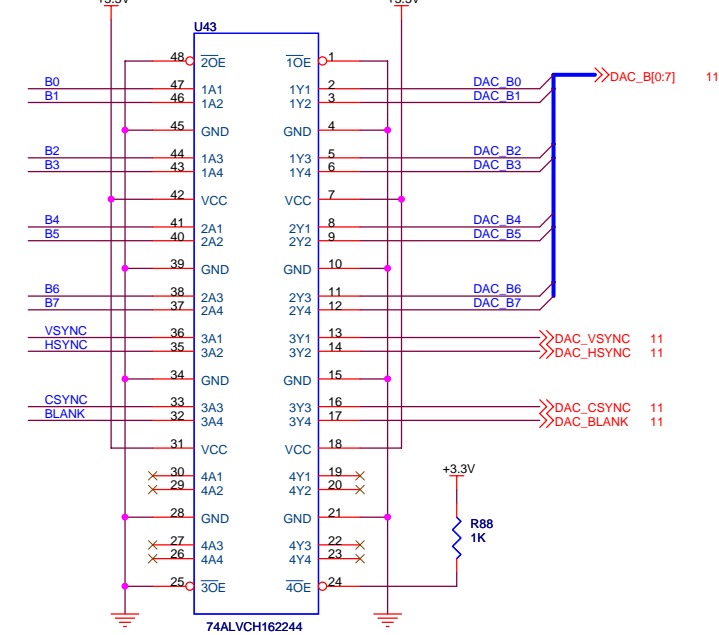 +3.3V +3.3V
U43
48 2OE 1OE 1
B0 47 1A1 1Y1 2 DAC_B0 DAC_B[0:7] 11
B1 46 1A2 1Y2 3 DAC_B1
45 GND GND 4
B2 44 1A3 1Y3 5 DAC_B2
B3 43 1A4 1Y4 6 DAC_B3
42 VCC VCC 7
B4 41 2A1 2Y1 8 DAC_B4
B5 40 2A2 2Y2 9 DAC_B5
39 GND GND 10
B6 38 2A3 2Y3 11 DAC_B6
B7 37 2A4 2Y4 12 DAC_B7
VSYNC 36 3A1 3Y1 13 DAC_VSYNC 11
HSYNC 35 3A2 3Y2 14 DAC_HSYNC 11
34 GND GND 15
CSYNC 33 3A3 3Y3 16 DAC_CSYNC 11
BLANK 32 3A4 3Y4 17 DAC_BLANK 11
31 VCC VCC 18
30 4A1 4Y1 19 +3.3V
29 4A2 4Y2 20
28 GND GND 21 R88
27 4A3 4Y3 22 1K
26 4A4 4Y4 23
25 3OE 4OE 24
74ALVCH162244